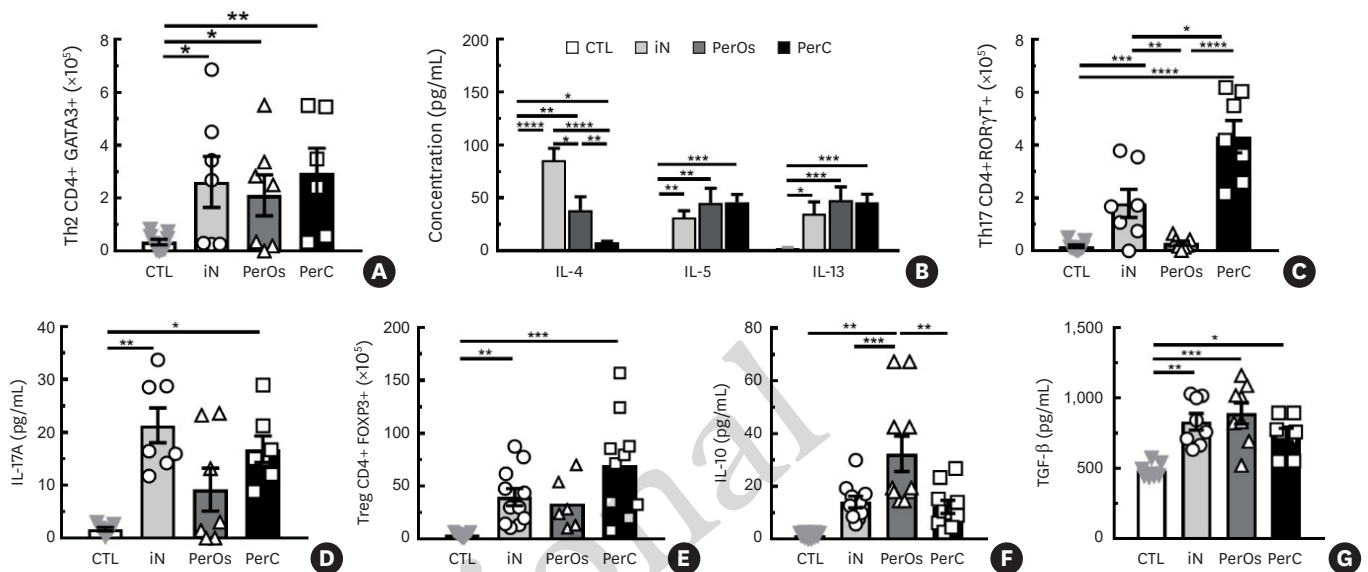 Th2 CD4+ GATA3+ (×10⁵)
8
6
4
2
0
**
*
*
CTL iN PerOs PerC
A
Concentration (pg/mL)
200
150
100
50
0
CTL iN PerOs PerC
*
**
**** ****
* **
***
**
**
***
***
*
IL-4 IL-5 IL-13
B
Th17 CD4+RORγT+ (×10⁵)
8
6
4
2
0
*
** ****
***
****
CTL iN PerOs PerC
C
IL-17A (pg/mL)
40
30
20
10
0
*
**
CTL iN PerOs PerC
D
Treg CD4+ FOXP3+ (×10⁵)
200
150
100
50
0
***
**
CTL iN PerOs PerC
E
IL-10 (pg/mL)
80
60
40
20
0
** **
***
CTL iN PerOs PerC
F
TGF-β (pg/mL)
1,500
1,000
500
0
*
***
**
CTL iN PerOs PerC
G